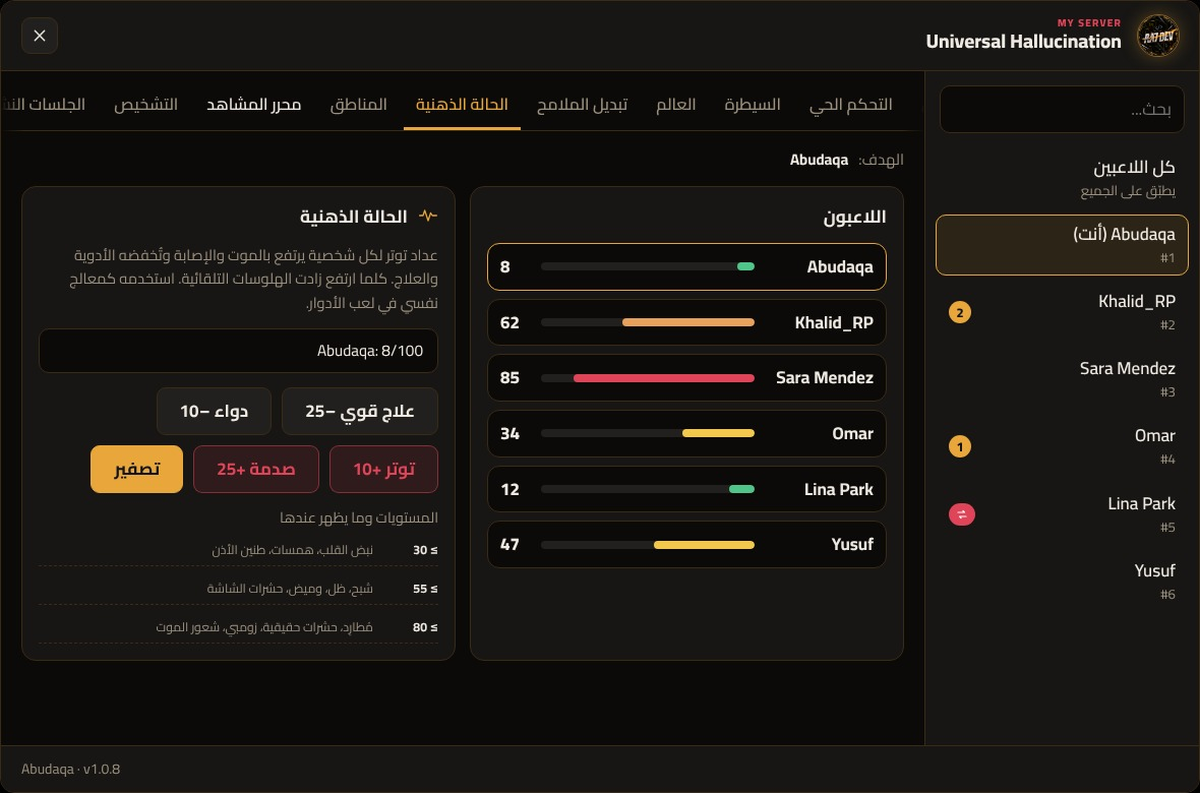 MY SERVER
Universal Hallucination
RAT-DEV
بحث...
كل اللاعبين
يطبّق على الجميع
Abudaqa (أنت)
#1
Khalid_RP
#2
2
Sara Mendez
#3
Omar
#4
1
Lina Park
#5
Yusuf
#6
التحكم الحي
السيطرة
العالم
تبديل الملامح
الحالة الذهنية
المناطق
محرر المشاهد
التشخيص
الجلسات
الهدف: Abudaqa
اللاعبون
Abudaqa 8
Khalid_RP 62
Sara Mendez 85
Omar 34
Lina Park 12
Yusuf 47
الحالة الذهنية
عداد توتر لكل شخصية يرتفع بالموت والإصابة وتُخفضه الأدوية
والعلاج. كلما ارتفع زادت الهلوسات التلقائية. استخدمه كمعالج
نفسي في لعب الأدوار.
Abudaqa: 8/100
علاج قوي −25
دواء −10
توتر +10
صدمة +25
تصفير
المستويات وما يظهر عندها
≥ 30 نبض القلب، همسات، طنين الأذن
≥ 55 شبح، ظل، وميض، حشرات الشاشة
≥ 80 مُطارِد، حشرات حقيقية، زومبي، شعور الموت
Abudaqa · v1.0.8